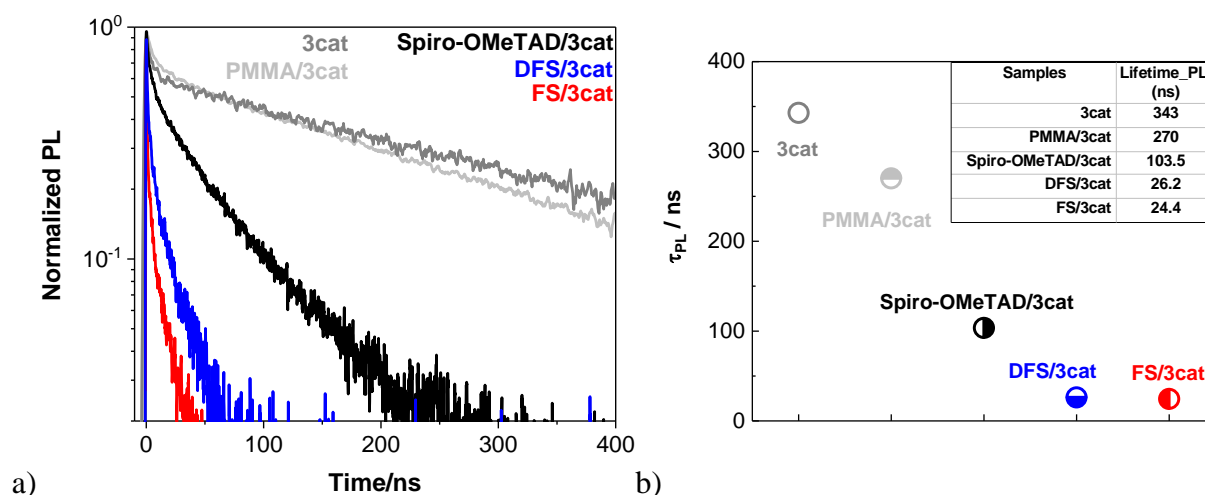 10⁰
3cat
Spiro-OMeTAD/3cat
PMMA/3cat
DFS/3cat
FS/3cat
10⁻¹
Normalized PL
0
100
200
300
400
Time/ns
a)
400
300
200
100
0
τPL / ns
3cat
PMMA/3cat
Spiro-OMeTAD/3cat
DFS/3cat
FS/3cat
Samples Lifetime_PL
(ns)
3cat 343
PMMA/3cat 270
Spiro-OMeTAD/3cat 103.5
DFS/3cat 26.2
FS/3cat 24.4
b)